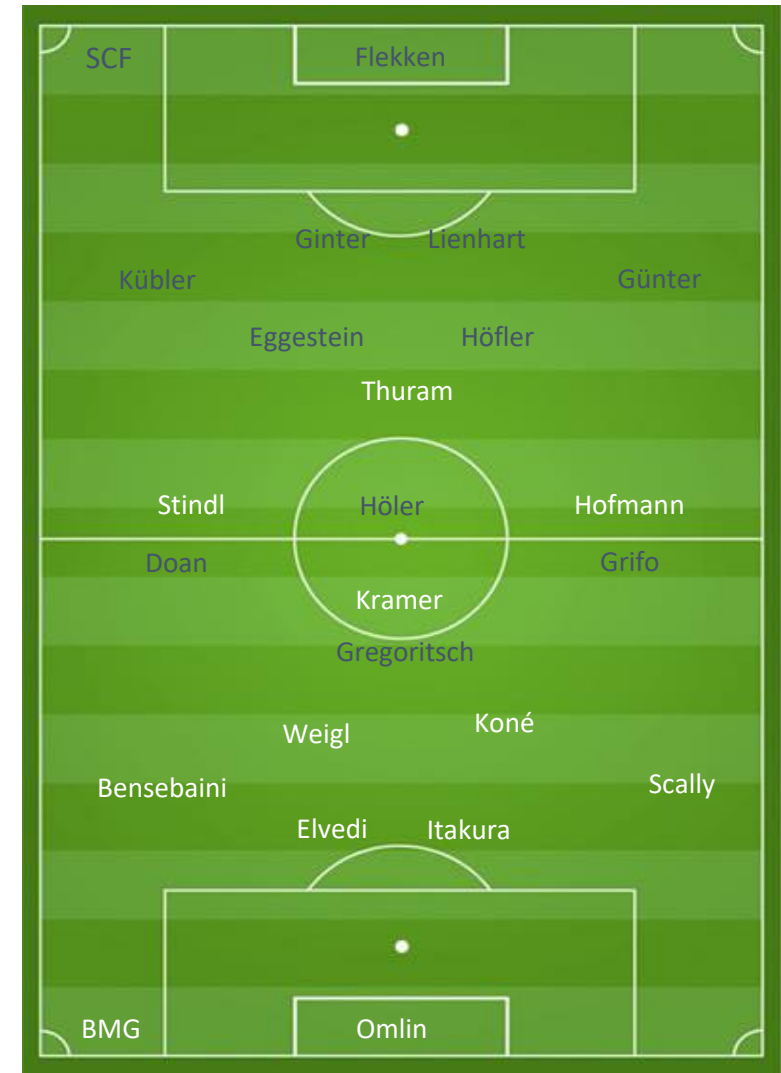 SCF
Flekken
Ginter Lienhart
Kübler
Günter
Eggestein
Höfler
Thuram
Stindl
Höler
Hofmann
Doan
Grifo
Kramer
Gregoritsch
Weigl
Koné
Bensebaini
Scally
Elvedi
Itakura
BMG
Omlin